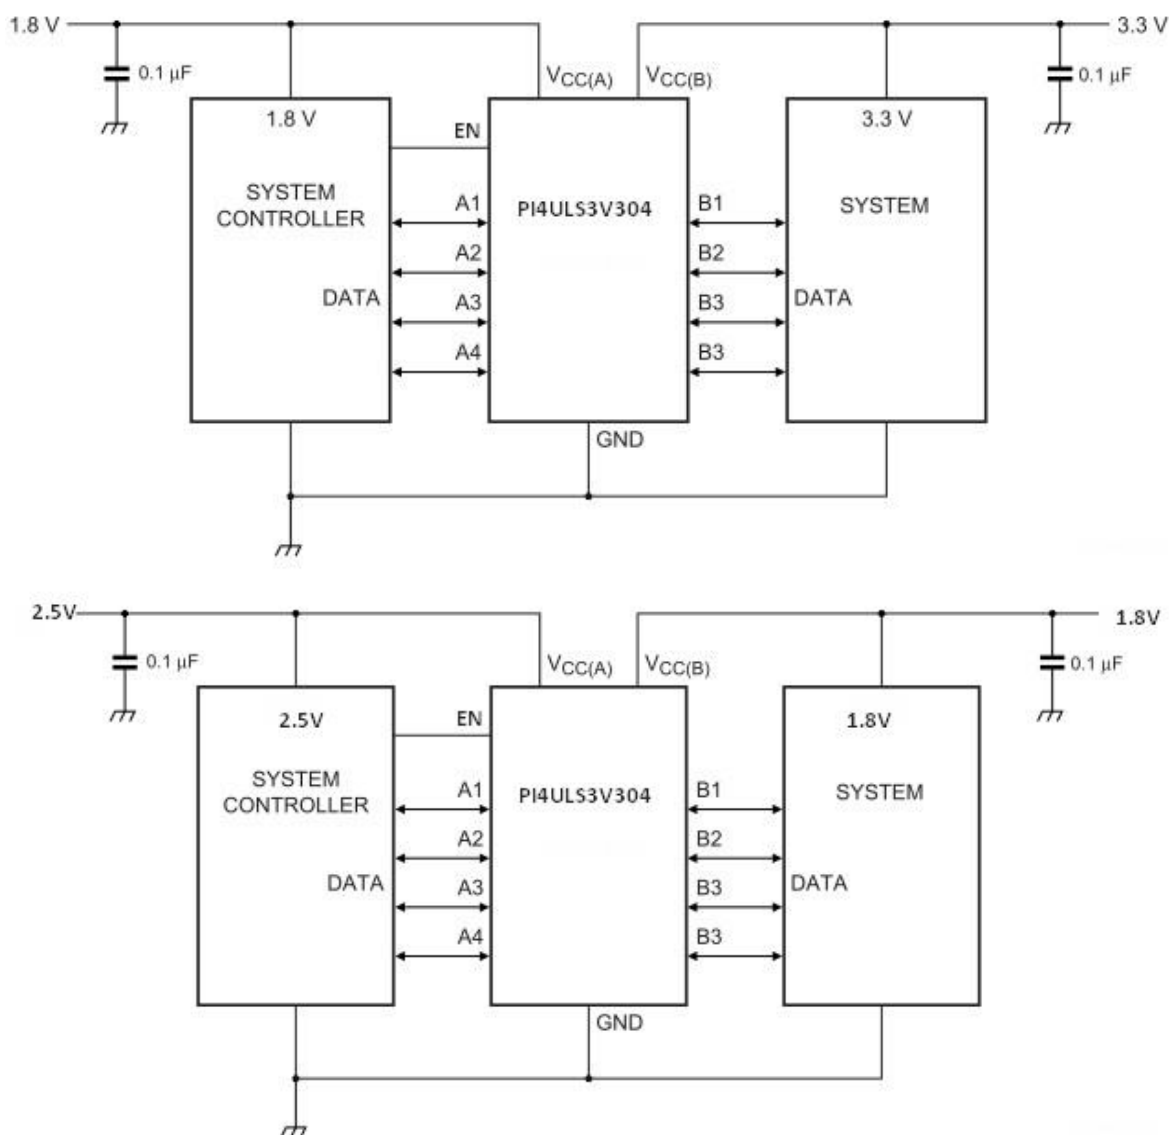 1.8 V
3.3 V
0.1 µF
VCC(A)
VCC(B)
0.1 µF
1.8 V
EN
3.3 V
SYSTEM
CONTROLLER
A1
PI4ULS3V304
B1
SYSTEM
A2
B2
DATA
A3
B3
DATA
A4
B3
GND
2.5V
1.8V
0.1 µF
VCC(A)
VCC(B)
0.1 µF
2.5V
EN
1.8V
SYSTEM
CONTROLLER
A1
PI4ULS3V304
B1
SYSTEM
A2
B2
DATA
A3
B3
DATA
A4
B3
GND